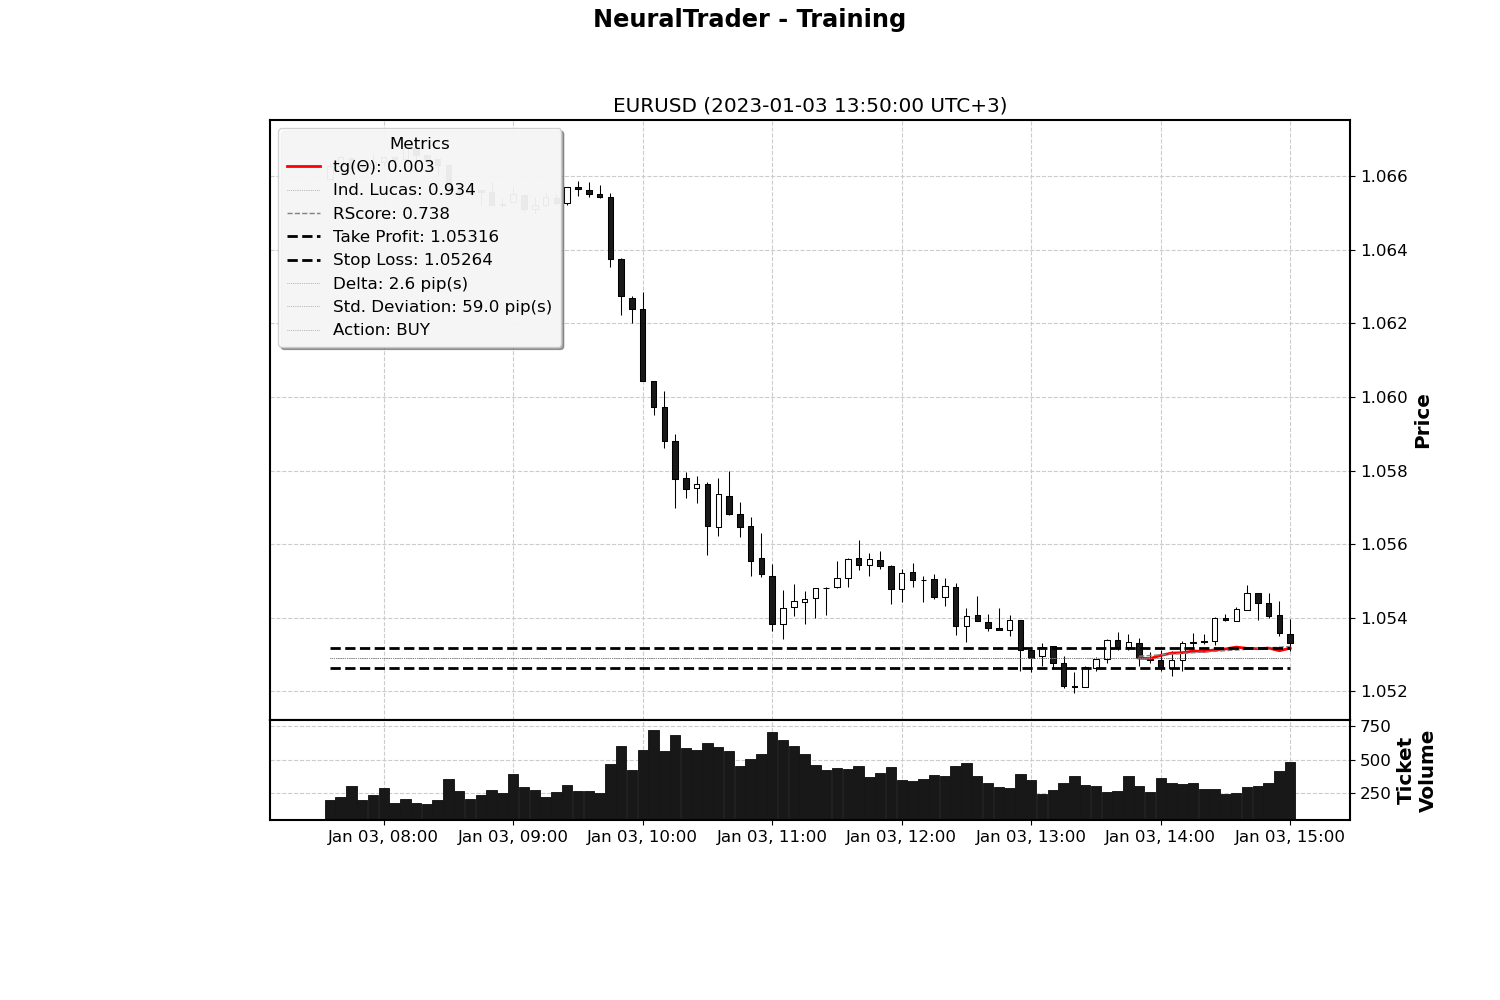 NeuralTrader - Training
EURUSD (2023-01-03 13:50:00 UTC+3)
Metrics
tg(Θ): 0.003
Ind. Lucas: 0.934
RScore: 0.738
Take Profit: 1.05316
Stop Loss: 1.05264
Delta: 2.6 pip(s)
Std. Deviation: 59.0 pip(s)
Action: BUY
1.066
1.064
1.062
1.060
1.058
1.056
1.054
1.052
Price
750
500
250
Ticket
Volume
Jan 03, 08:00
Jan 03, 09:00
Jan 03, 10:00
Jan 03, 11:00
Jan 03, 12:00
Jan 03, 13:00
Jan 03, 14:00
Jan 03, 15:00